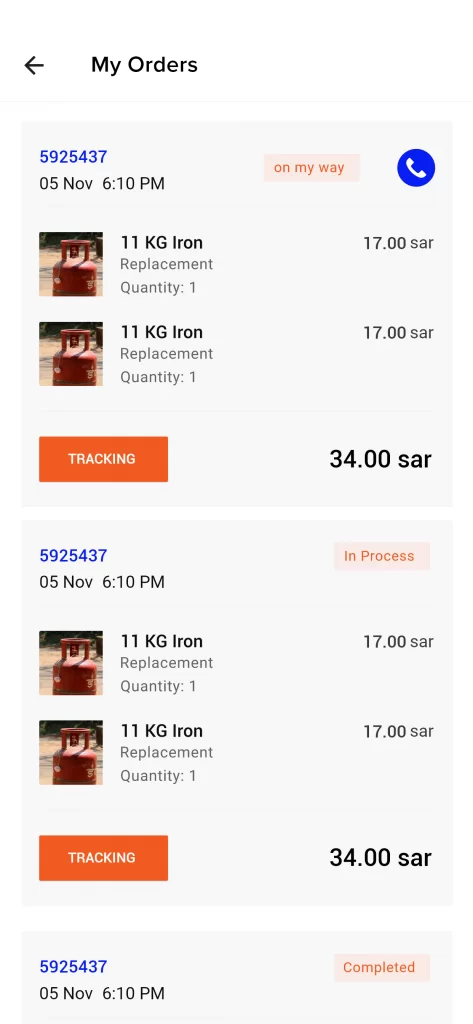 My Orders
5925437
05 Nov 6:10 PM
on my way
11 KG Iron
17.00 sar
Replacement
Quantity: 1
11 KG Iron
17.00 sar
Replacement
Quantity: 1
TRACKING
34.00 sar
5925437
05 Nov 6:10 PM
In Process
11 KG Iron
17.00 sar
Replacement
Quantity: 1
11 KG Iron
17.00 sar
Replacement
Quantity: 1
TRACKING
34.00 sar
5925437
05 Nov 6:10 PM
Completed